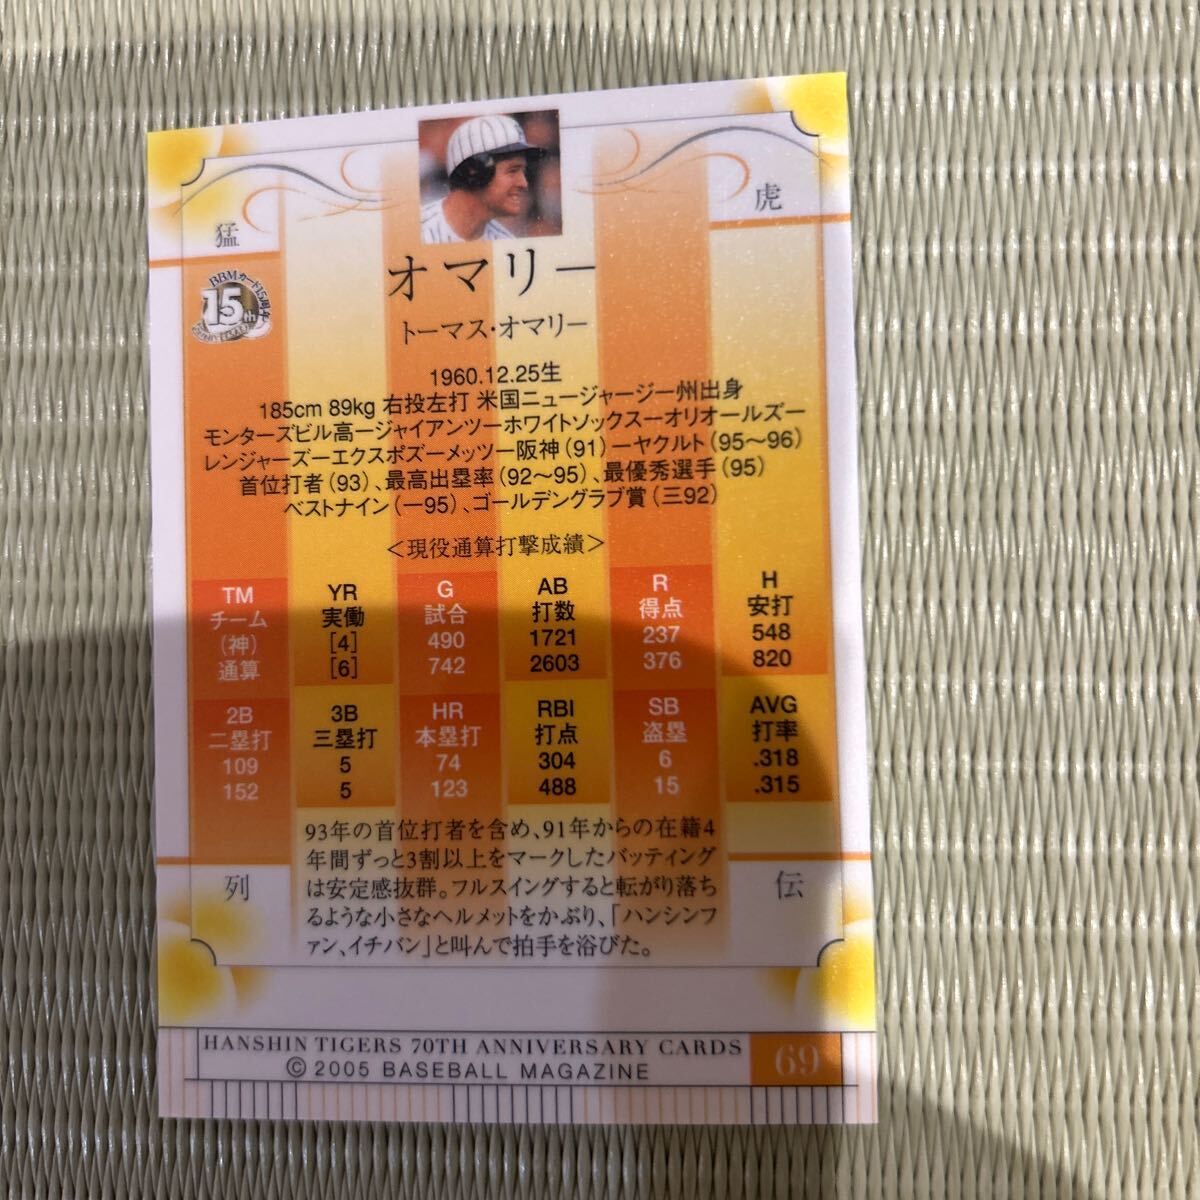 猛
虎
BBMカード15周年
15th
オマリー
トーマス・オマリー
1960.12.25生
185cm 89kg 右投左打 米国ニュージャージー州出身
モンターズビル高ージャイアンツーホワイトソックスーオリオールズー
レンジャーズーエクスポズーメッツー阪神(91)ーヤクルト(95〜96)
首位打者(93)、最高出塁率(92〜95)、最優秀選手(95)
ベストナイン(一95)、ゴールデングラブ賞(三92)
<現役通算打撃成績>
TM YR G AB R H
チーム 実働 試合 打数 得点 安打
(神) [4] 490 1721 237 548
通算 [6] 742 2603 376 820
2B 3B HR RBI SB AVG
二塁打 三塁打 本塁打 打点 盗塁 打率
109 5 74 304 6 .318
152 5 123 488 15 .315
93年の首位打者を含め、91年からの在籍4
年間ずっと3割以上をマークしたバッティング
は安定感抜群。フルスイングすると転がり落ち
るような小さなヘルメットをかぶり、「ハンシンフ
ァン、イチバン」と叫んで拍手を浴びた。
列
伝
HANSHIN TIGERS 70TH ANNIVERSARY CARDS
© 2005 BASEBALL MAGAZINE
69